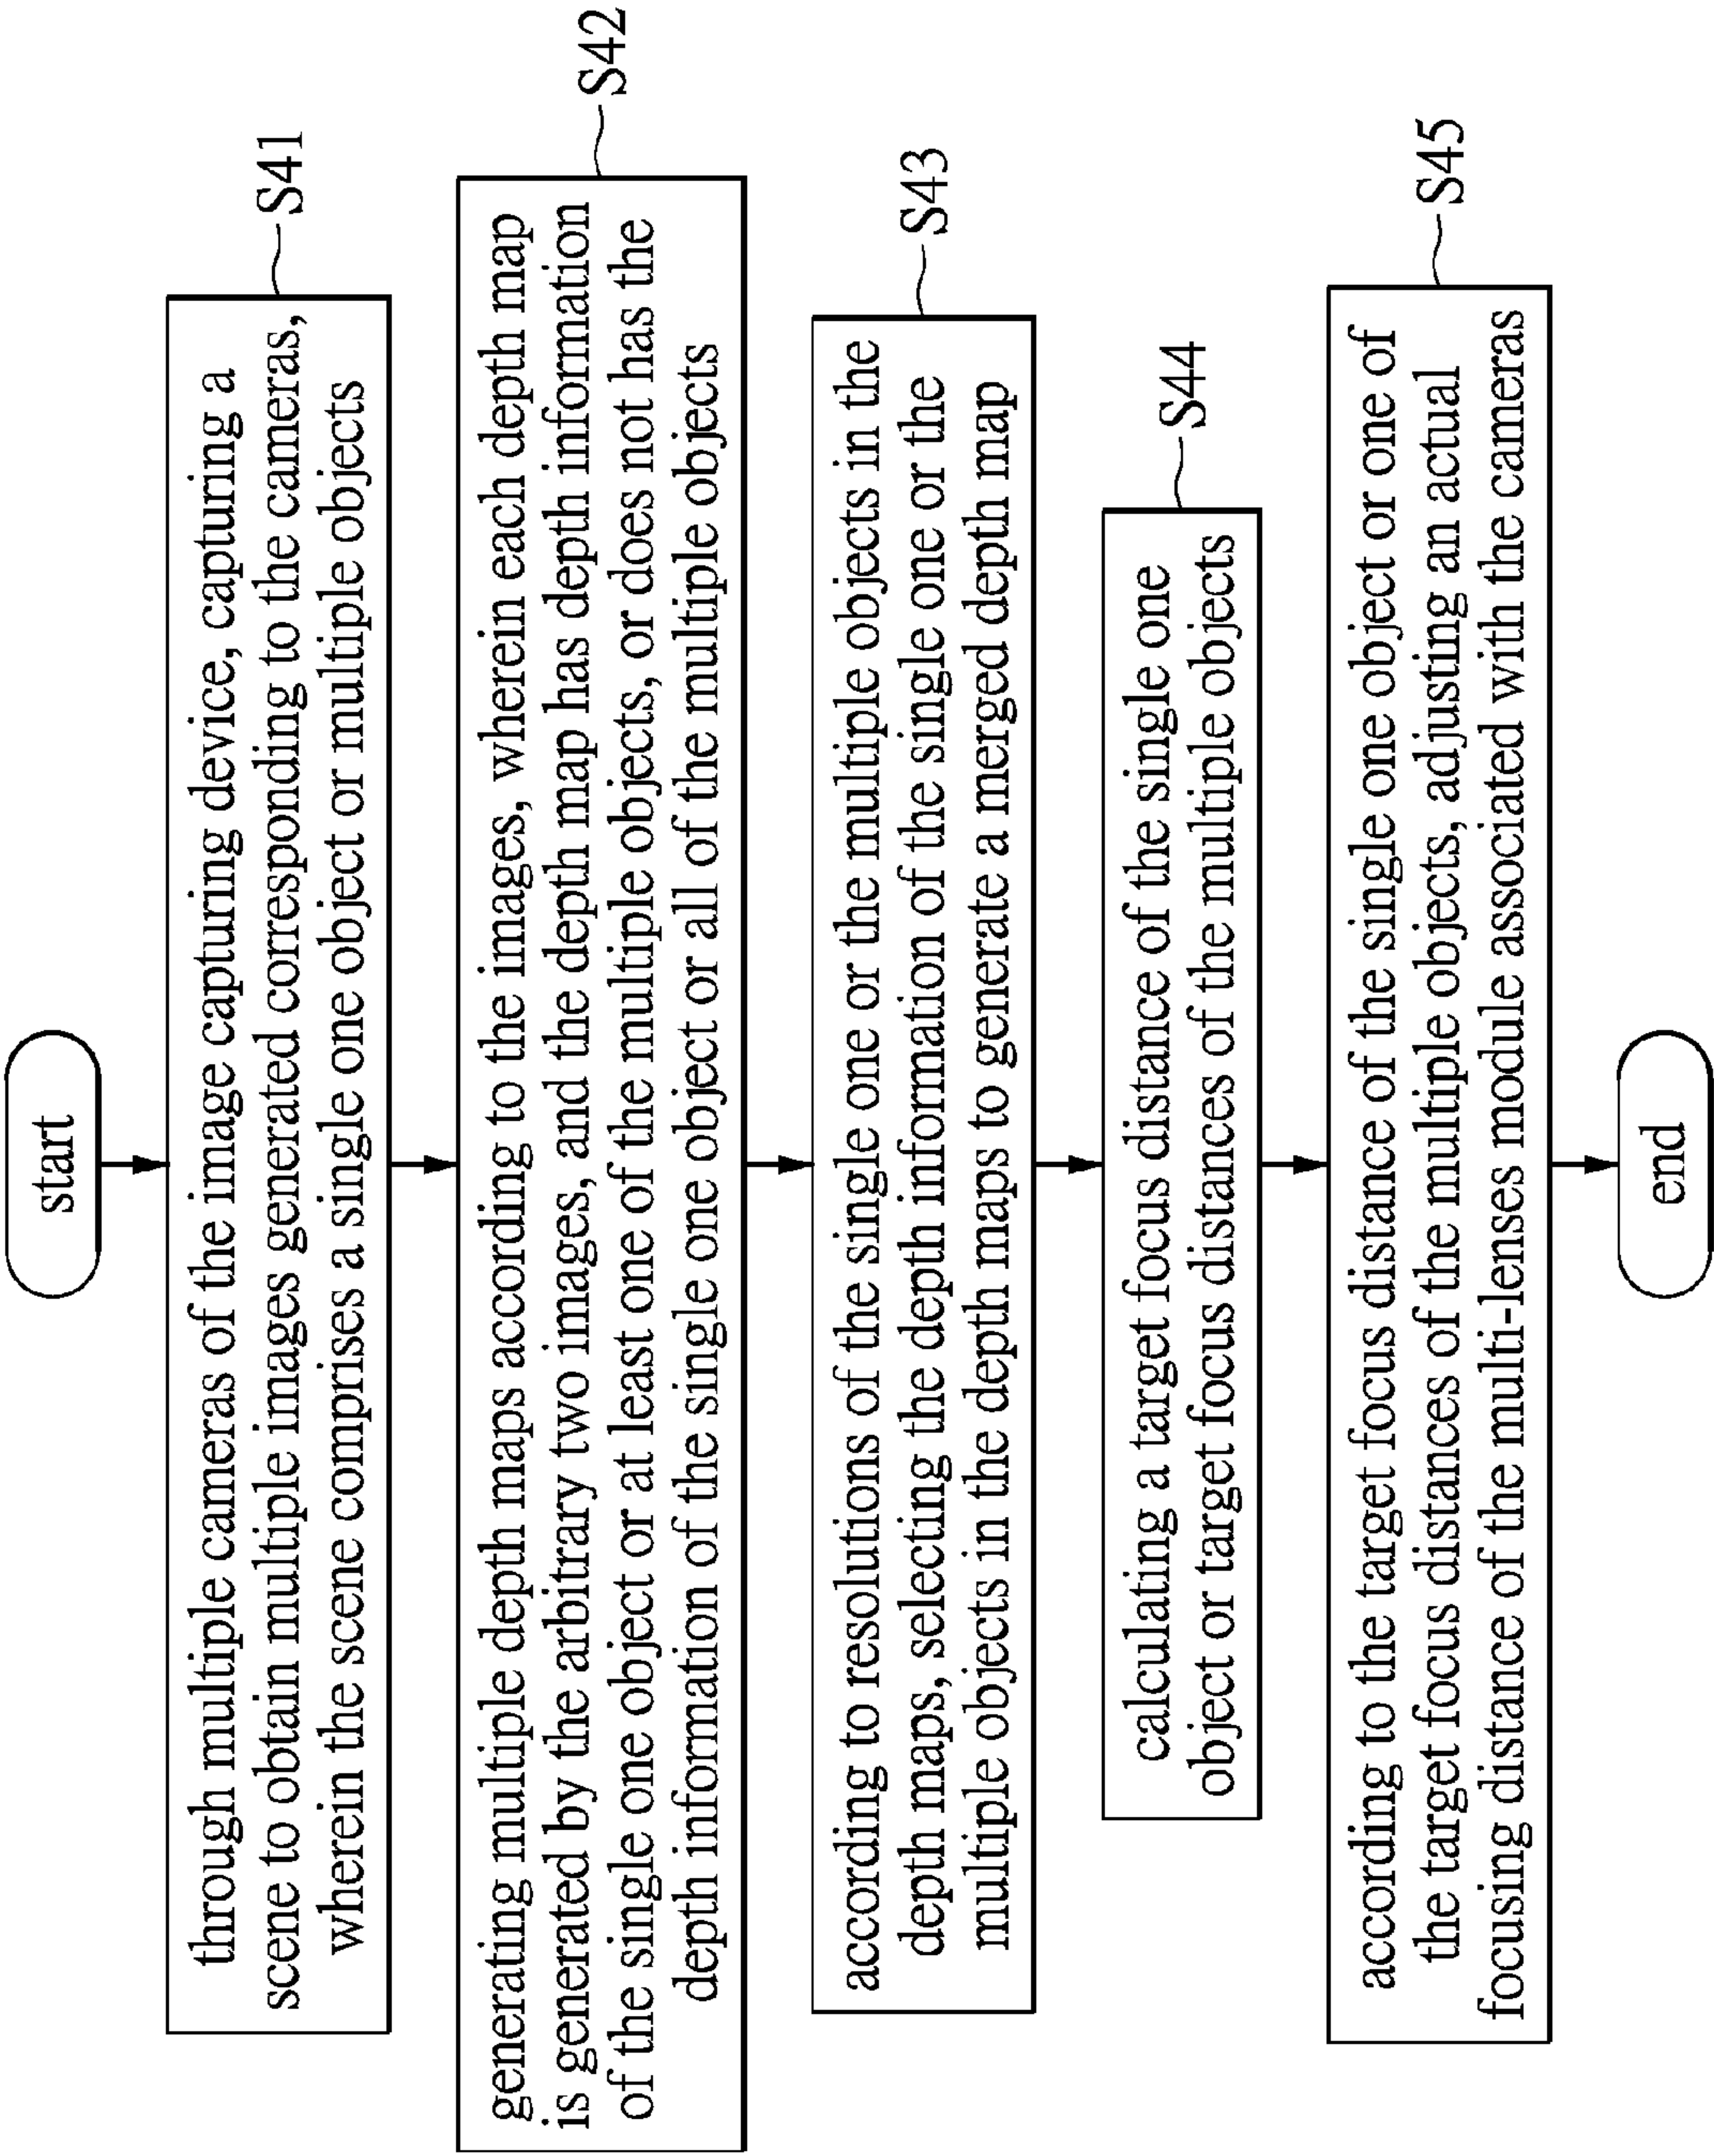 start
through multiple cameras of the image capturing device, capturing a
scene to obtain multiple images generated corresponding to the cameras,
wherein the scene comprises a single one object or multiple objects
S41
generating multiple depth maps according to the images, wherein each depth map
is generated by the arbitrary two images, and the depth map has depth information
of the single one object or at least one of the multiple objects, or does not has the
depth information of the single one object or all of the multiple objects
S42
according to resolutions of the single one or the multiple objects in the
depth maps, selecting the depth information of the single one or the
multiple objects in the depth maps to generate a merged depth map
S43
calculating a target focus distance of the single one
object or target focus distances of the multiple objects
S44
according to the target focus distance of the single one object or one of
the target focus distances of the multiple objects, adjusting an actual
focusing distance of the multi-lenses module associated with the cameras
S45
end